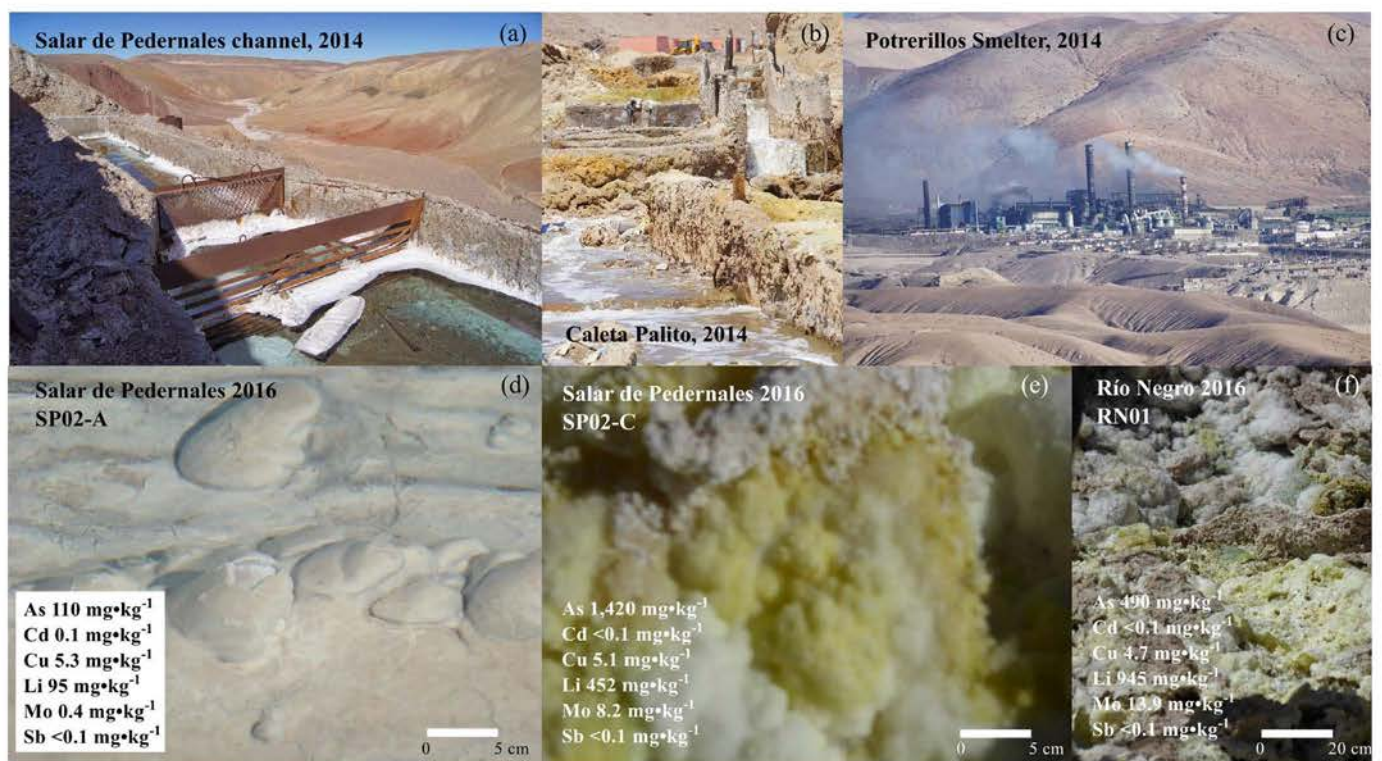 Salar de Pedernales channel, 2014
(a)
(b)
Caleta Palito, 2014
Potrerillos Smelter, 2014
(c)
Salar de Pedernales 2016
(d)
SP02-A
As 110 mg•kg⁻¹
Cd 0.1 mg•kg⁻¹
Cu 5.3 mg•kg⁻¹
Li 95 mg•kg⁻¹
Mo 0.4 mg•kg⁻¹
Sb <0.1 mg•kg⁻¹
0 5 cm
Salar de Pedernales 2016
(e)
SP02-C
As 1,420 mg•kg⁻¹
Cd <0.1 mg•kg⁻¹
Cu 5.1 mg•kg⁻¹
Li 452 mg•kg⁻¹
Mo 8.2 mg•kg⁻¹
Sb <0.1 mg•kg⁻¹
0 5 cm
Río Negro 2016
(f)
RN01
As 490 mg•kg⁻¹
Cd <0.1 mg•kg⁻¹
Cu 4.7 mg•kg⁻¹
Li 945 mg•kg⁻¹
Mo 13.9 mg•kg⁻¹
Sb <0.1 mg•kg⁻¹
0 20 cm